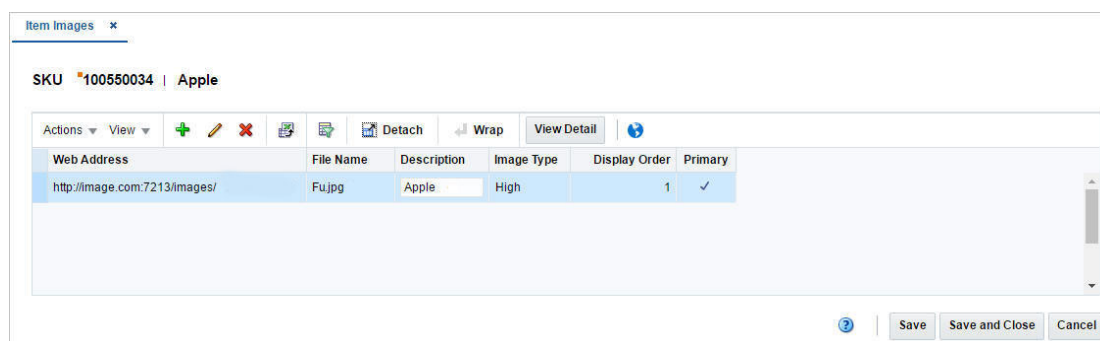 Item Images
SKU 100550034 | Apple
Actions View Detach Wrap View Detail
Web Address File Name Description Image Type Display Order Primary
http://image.com:7213/images/ Fu.jpg Apple High 1
Save Save and Close Cancel